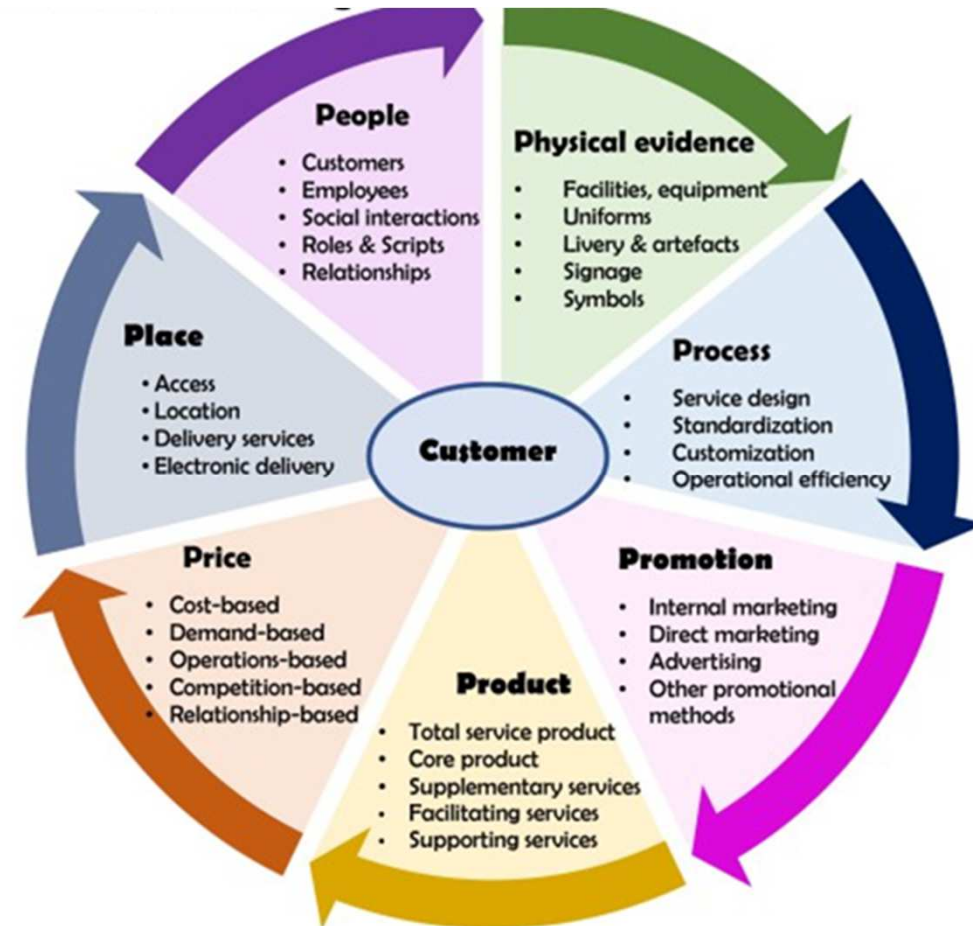 People
• Customers
• Employees
• Social interactions
• Roles & Scripts
• Relationships
Physical evidence
• Facilities, equipment
• Uniforms
• Livery & artefacts
• Signage
• Symbols
Process
• Service design
• Standardization
• Customization
• Operational efficiency
Promotion
• Internal marketing
• Direct marketing
• Advertising
• Other promotional
methods
Product
• Total service product
• Core product
• Supplementary services
• Facilitating services
• Supporting services
Price
• Cost-based
• Demand-based
• Operations-based
• Competition-based
• Relationship-based
Place
• Access
• Location
• Delivery services
• Electronic delivery
Customer